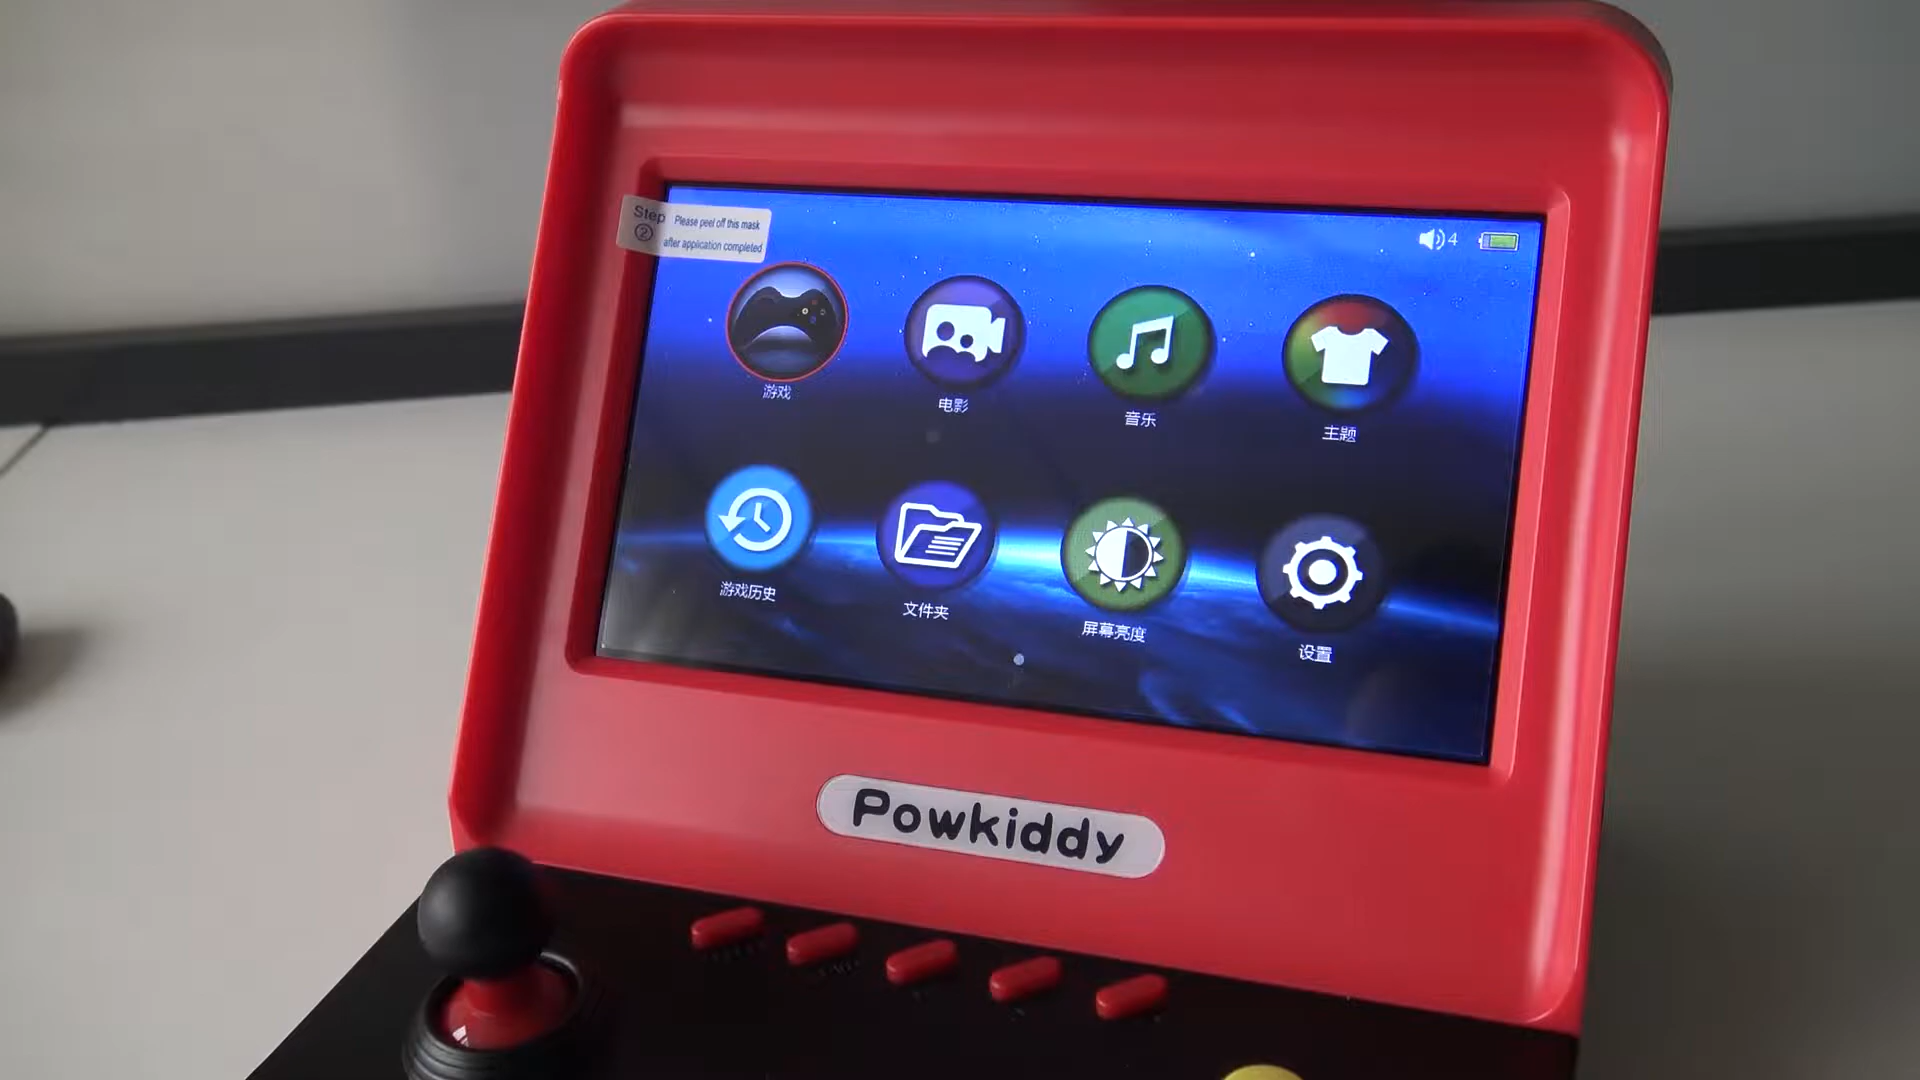 Step Please peel off this mask
② after application completed
4
游戏
电影
音乐
主题
游戏历史
文件夹
屏幕亮度
设置
Powkiddy